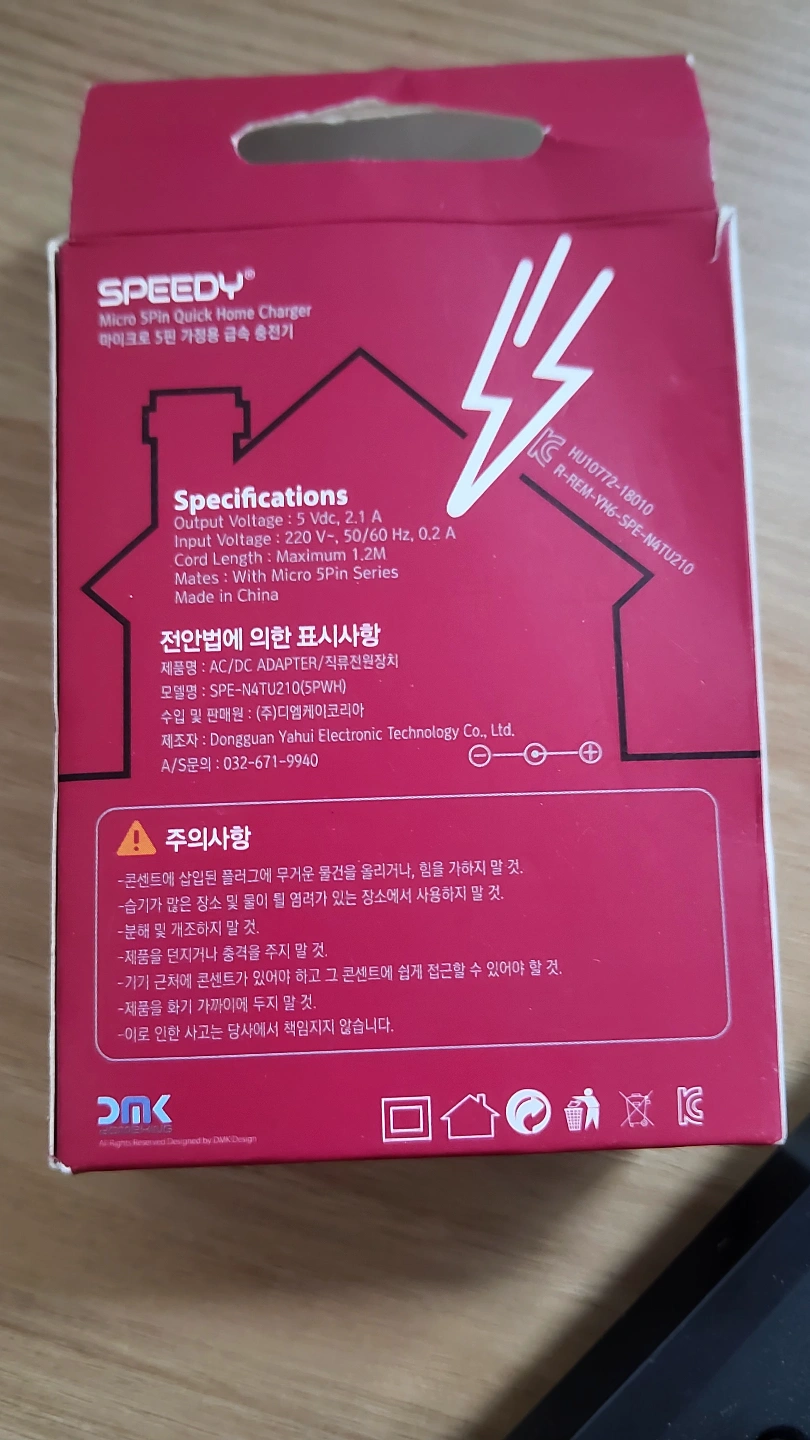 SPEEDY®
Micro 5Pin Quick Home Charger
마이크로 5핀 가정용 급속 충전기
HU10772-18010
R-REM-YH6-SPE-N4TU210
Specifications
Output Voltage : 5 Vdc, 2.1 A
Input Voltage : 220 V~, 50/60 Hz, 0.2 A
Cord Length : Maximum 1.2M
Mates : With Micro 5Pin Series
Made in China
전안법에 의한 표시사항
제품명 : AC/DC ADAPTER/직류전원장치
모델명 : SPE-N4TU210(5PWH)
수입 및 판매원 : (주)디엠케이코리아
제조자 : Dongguan Yahui Electronic Technology Co., Ltd.
A/S문의 : 032-671-9940
주의사항
-콘센트에 삽입된 플러그에 무거운 물건을 올리거나, 힘을 가하지 말 것.
-습기가 많은 장소 및 물이 튈 염려가 있는 장소에서 사용하지 말 것.
-분해 및 개조하지 말 것.
-제품을 던지거나 충격을 주지 말 것.
-기기 근처에 콘센트가 있어야 하고 그 콘센트에 쉽게 접근할 수 있어야 할 것.
-제품을 화기 가까이에 두지 말 것.
-이로 인한 사고는 당사에서 책임지지 않습니다.
DMK
All Rights Reserved Designed by DMK Design